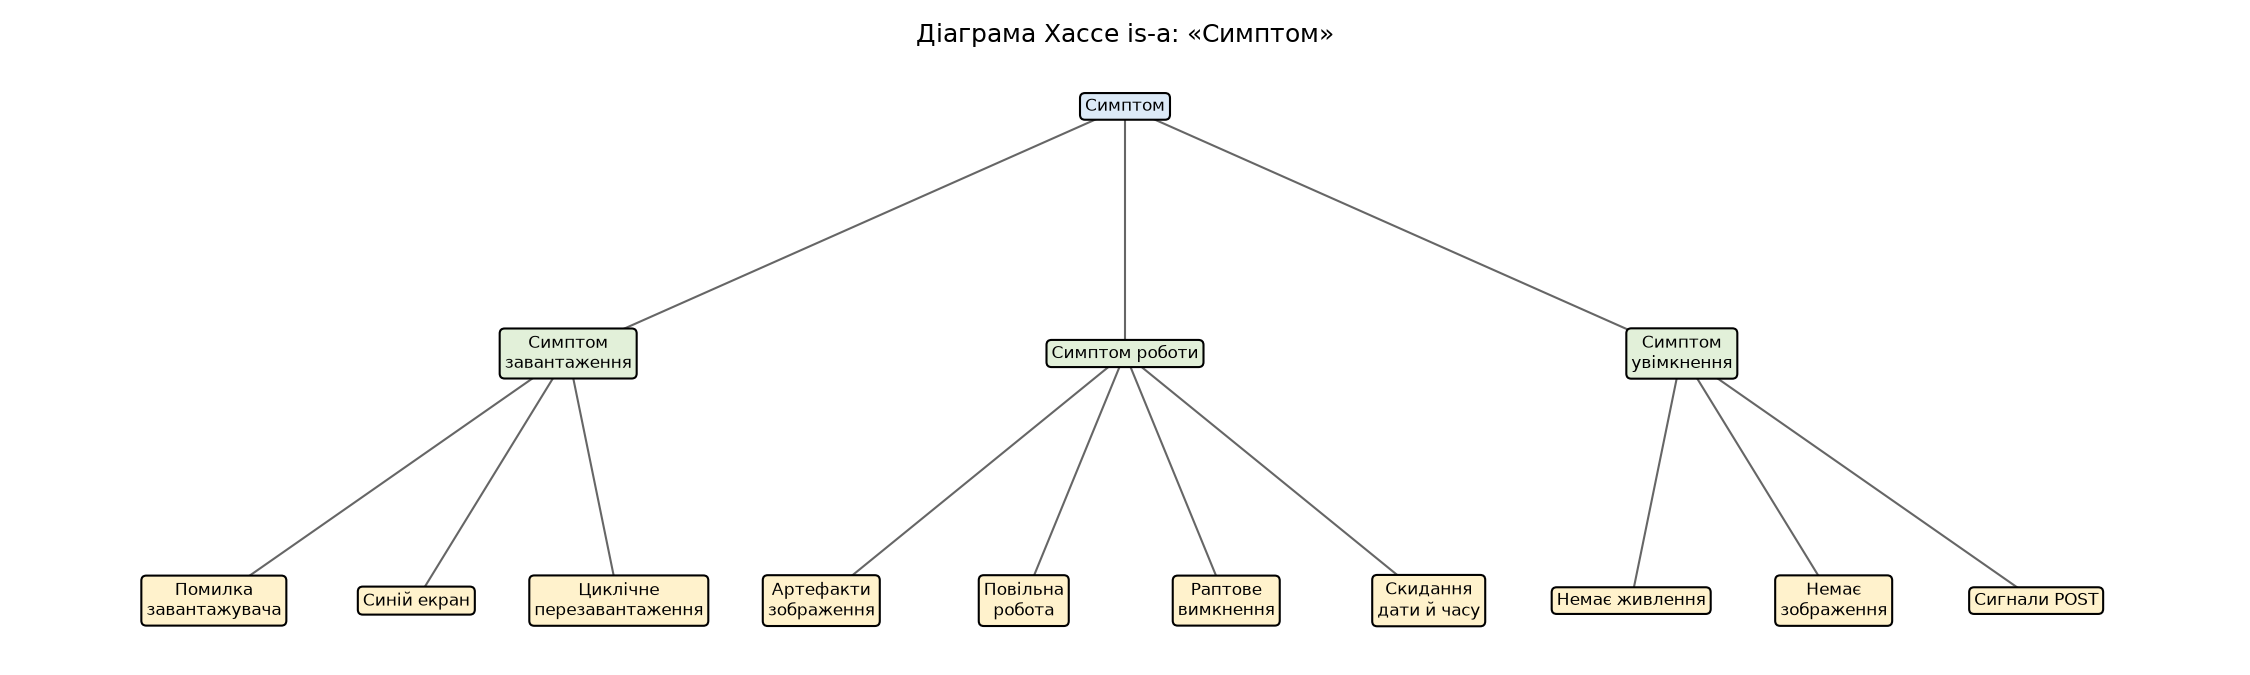 Діаграма Хассе is-a: «Симптом»
Симптом
Симптом
завантаження
Симптом роботи
Симптом
увімкнення
Помилка
завантажувача
Синій екран
Циклічне
перезавантаження
Артефакти
зображення
Повільна
робота
Раптове
вимкнення
Скидання
дати й часу
Немає живлення
Немає
зображення
Сигнали POST